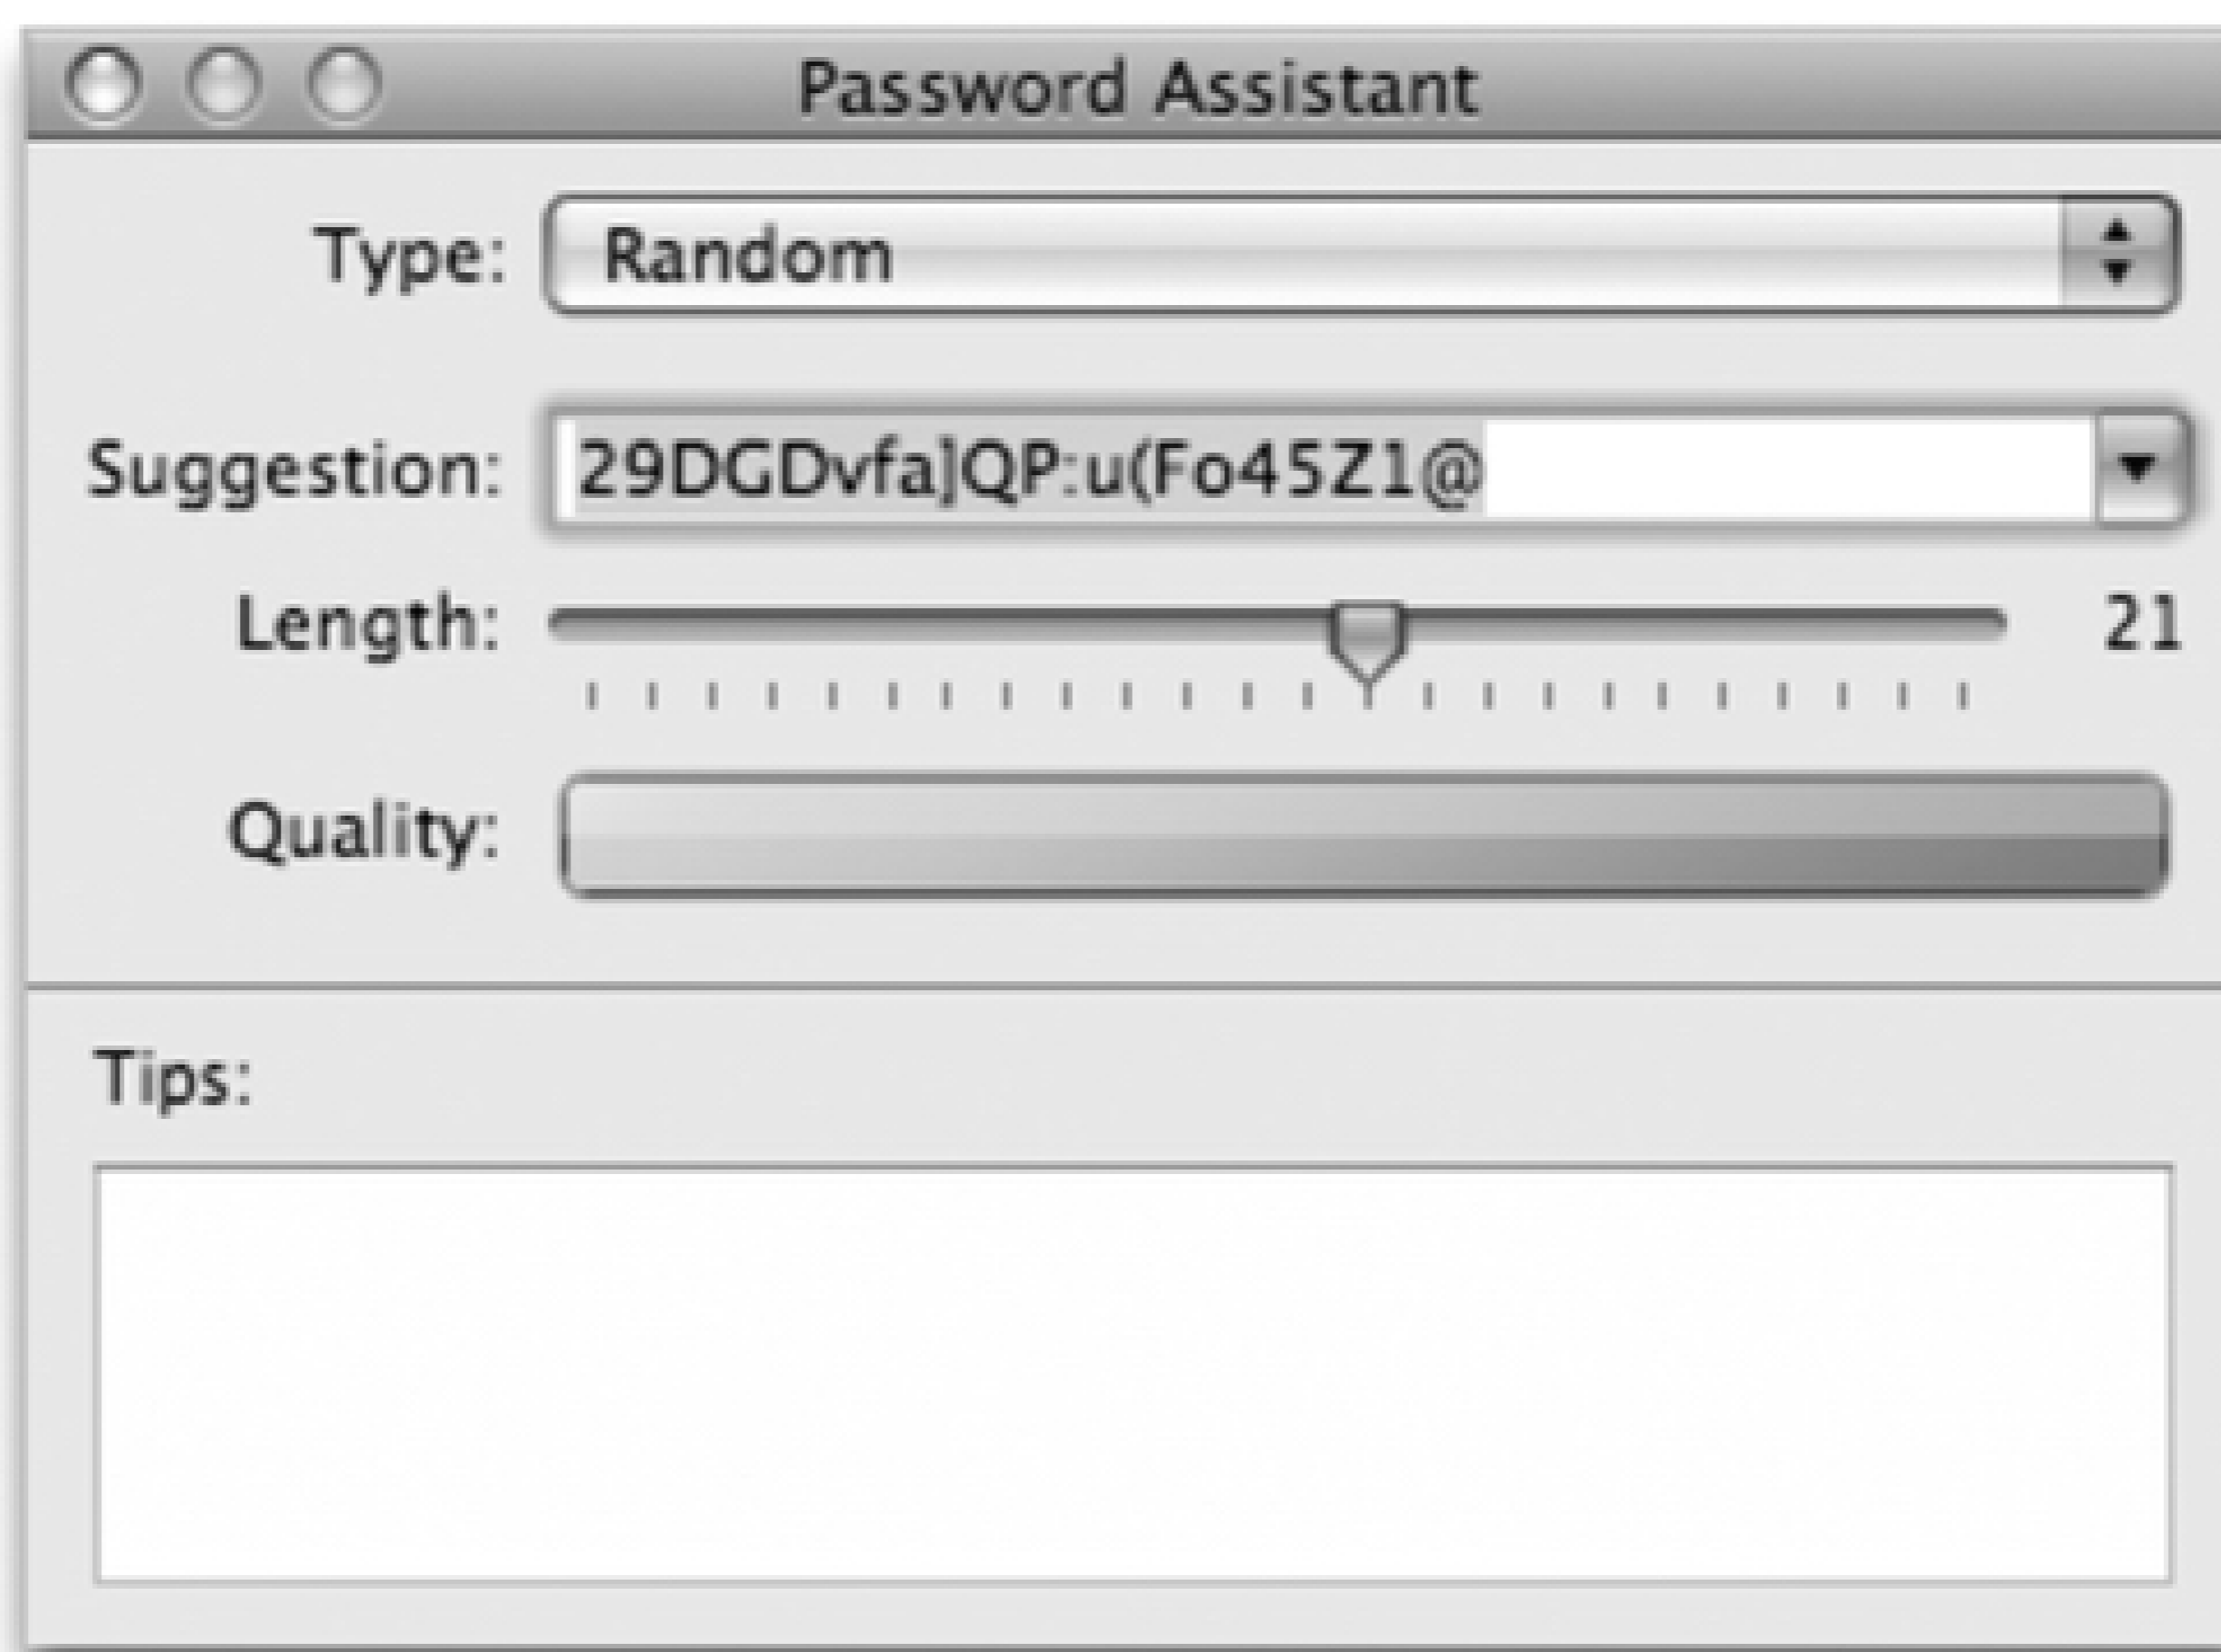 Password Assistant
Type: Random
Suggestion: 29DGDvfa]QP:u(Fo45Z1@
Length: 21
Quality:
Tips: